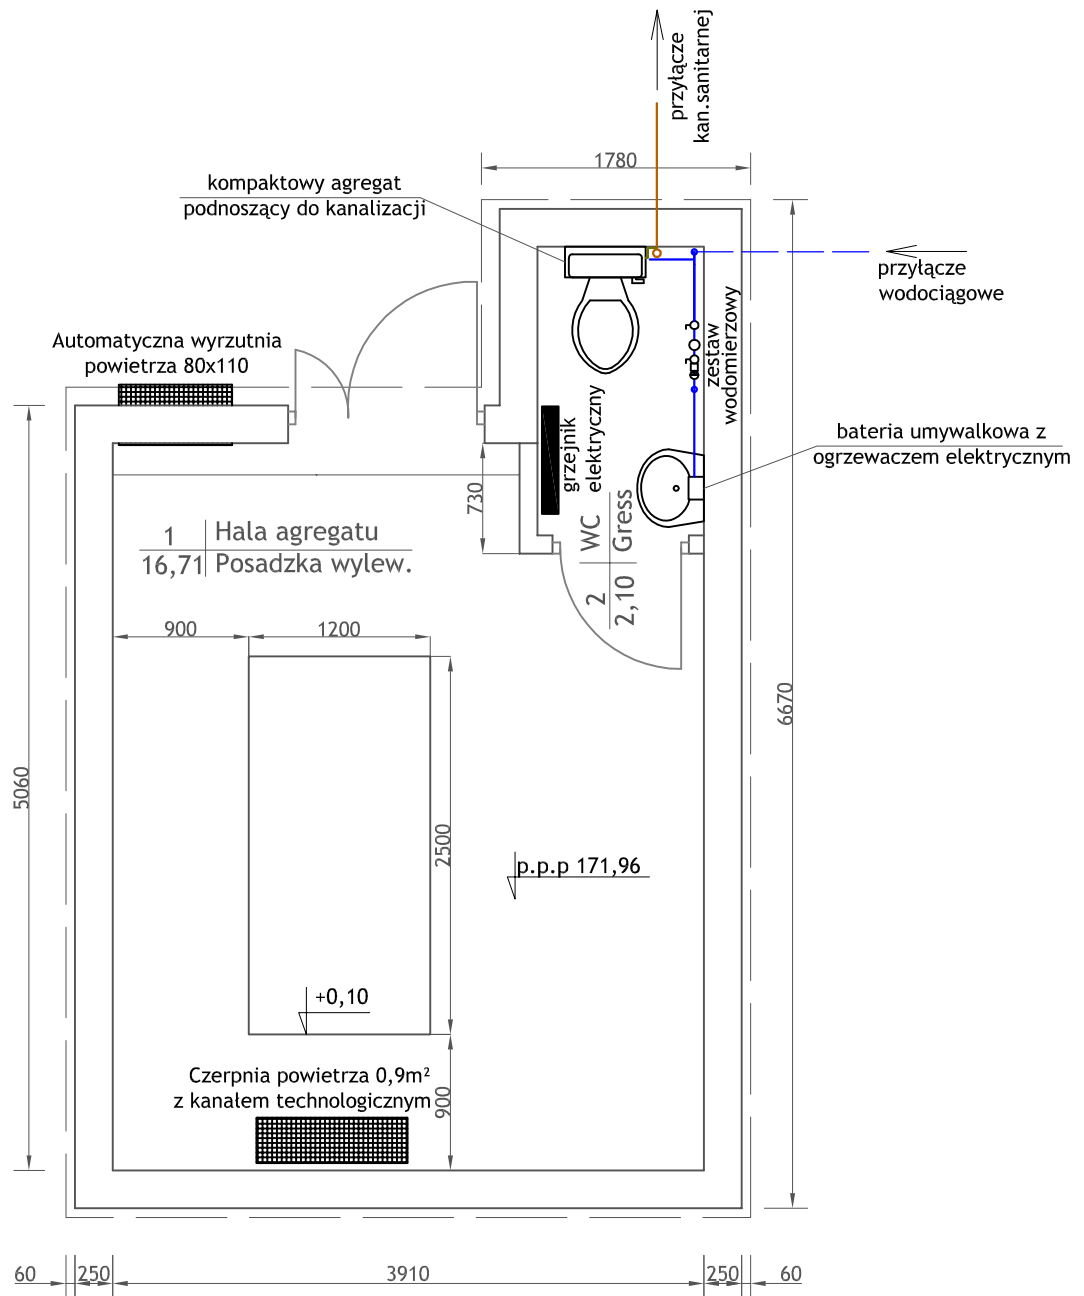 przyłącze
kan.sanitarnej
1780
kompaktowy agregat
podnoszący do kanalizacji
przyłącze
wodociągowe
zestaw
wodomierzowy
Automatyczna wyrzutnia
powietrza 80x110
grzejnik
elektryczny
bateria umywalkowa z
ogrzewaczem elektrycznym
730
1 Hala agregatu
16,71 Posadzka wylew.
2 WC
2,10 Gress
900
1200
6670
5060
2500
p.p.p 171,96
+0,10
Czerpnia powietrza 0,9m²
z kanałem technologicznym
900
60
250
3910
250
60